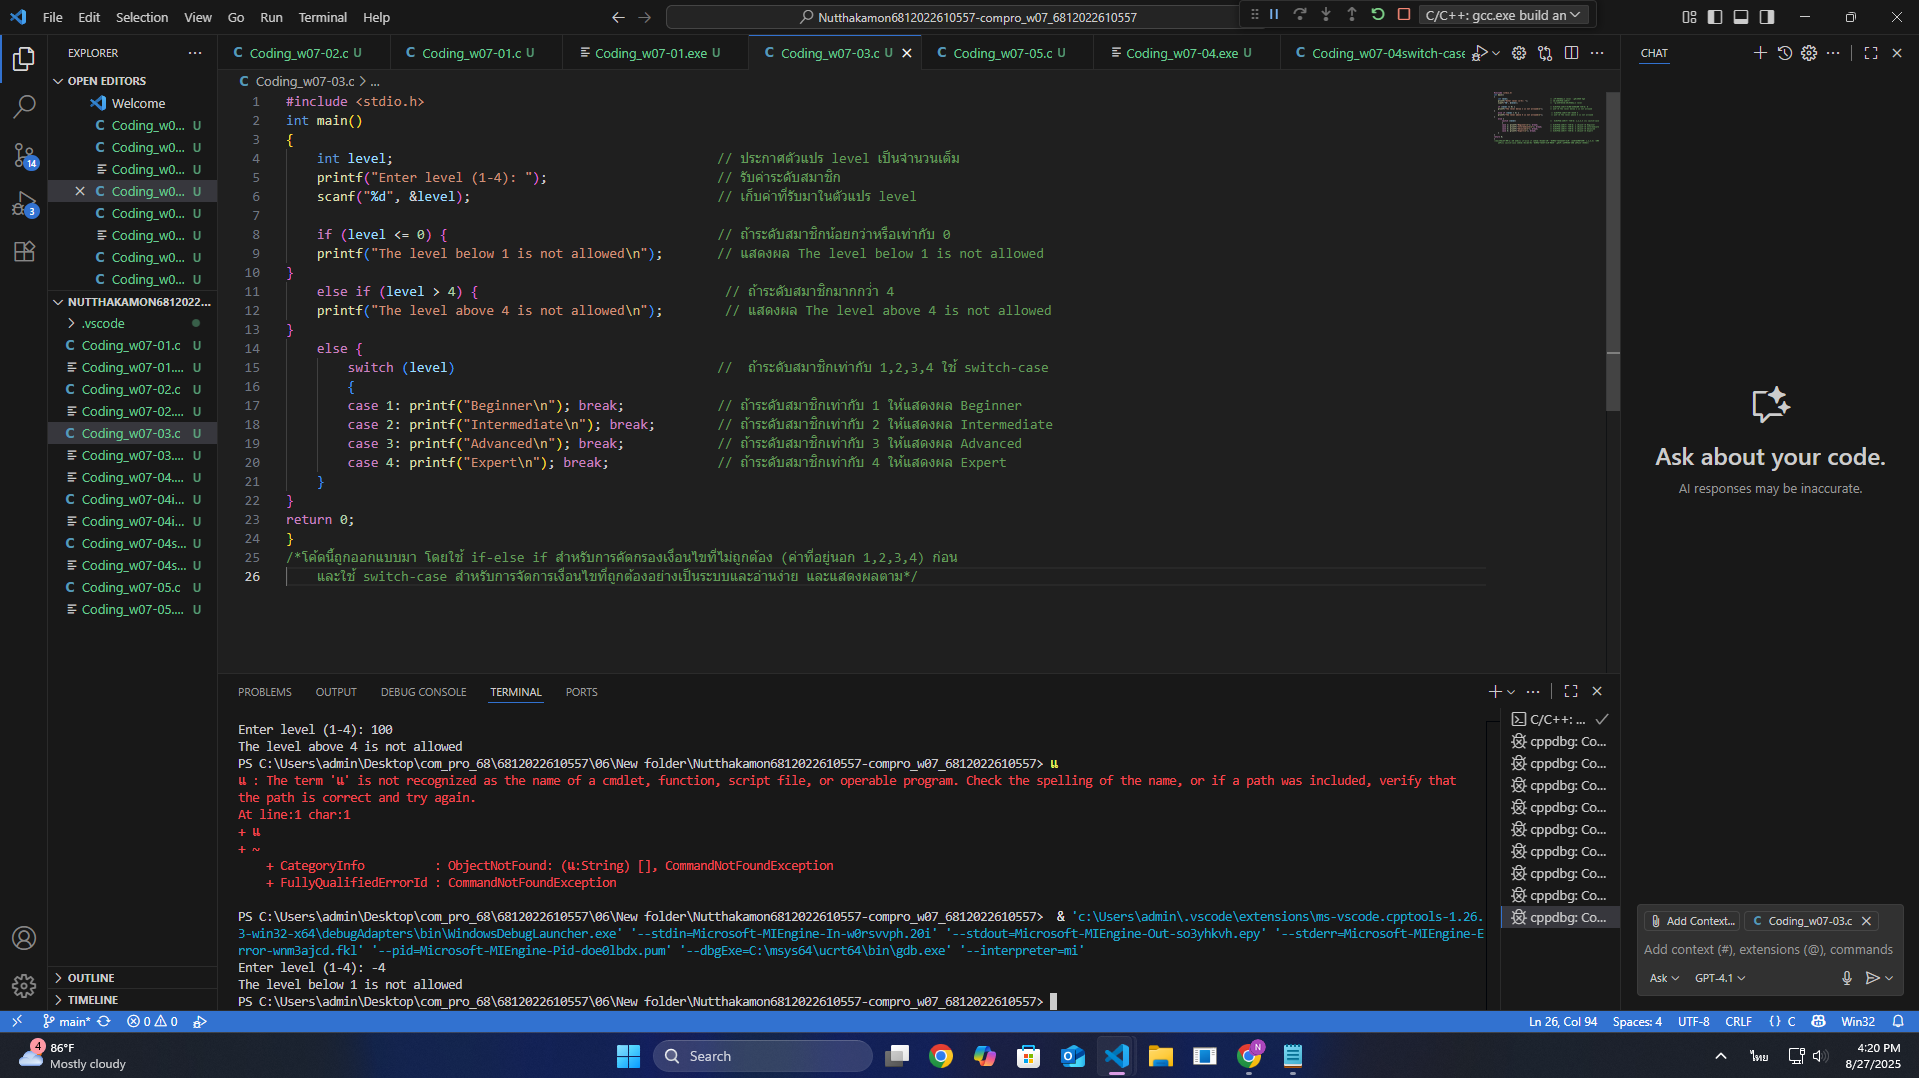 File Edit Selection View Go Run Terminal Help
Nutthakamon6812022610557-compro_w07_6812022610557
C/C++: gcc.exe build an
EXPLORER
OPEN EDITORS
Welcome
C Coding_w0... U
C Coding_w0... U
Coding_w0... U
C Coding_w0... U
C Coding_w0... U
Coding_w0... U
C Coding_w0... U
C Coding_w0... U
NUTTHAKAMON6812022...
.vscode
C Coding_w07-01.c U
Coding_w07-01.... U
C Coding_w07-02.c U
Coding_w07-02.... U
C Coding_w07-03.c U
Coding_w07-03.... U
Coding_w07-04.... U
C Coding_w07-04i... U
Coding_w07-04i... U
C Coding_w07-04s... U
Coding_w07-04s... U
C Coding_w07-05.c U
Coding_w07-05.... U
OUTLINE
TIMELINE
14
3
C Coding_w07-02.c U C Coding_w07-01.c U Coding_w07-01.exe U C Coding_w07-03.c U C Coding_w07-05.c U Coding_w07-04.exe U C Coding_w07-04switch-case
C Coding_w07-03.c > ...
1 #include <stdio.h>
2 int main()
3 {
4 int level; // ประกาศตัวแปร level เป็นจำนวนเต็ม
5 printf("Enter level (1-4): "); // รับค่าระดับสมาชิก
6 scanf("%d", &level); // เก็บค่าที่รับมาในตัวแปร level
7
8 if (level <= 0) { // ถ้าระดับสมาชิกน้อยกว่าหรือเท่ากับ 0
9 printf("The level below 1 is not allowed\n"); // แสดงผล The level below 1 is not allowed
10 }
11 else if (level > 4) { // ถ้าระดับสมาชิกมากกว่า 4
12 printf("The level above 4 is not allowed\n"); // แสดงผล The level above 4 is not allowed
13 }
14 else {
15 switch (level) // ถ้าระดับสมาชิกเท่ากับ 1,2,3,4 ใช้ switch-case
16 {
17 case 1: printf("Beginner\n"); break; // ถ้าระดับสมาชิกเท่ากับ 1 ให้แสดงผล Beginner
18 case 2: printf("Intermediate\n"); break; // ถ้าระดับสมาชิกเท่ากับ 2 ให้แสดงผล Intermediate
19 case 3: printf("Advanced\n"); break; // ถ้าระดับสมาชิกเท่ากับ 3 ให้แสดงผล Advanced
20 case 4: printf("Expert\n"); break; // ถ้าระดับสมาชิกเท่ากับ 4 ให้แสดงผล Expert
21 }
22 }
23 return 0;
24 }
25 /*โค้ดนี้ถูกออกแบบมา โดยใช้ if-else if สำหรับการคัดกรองเงื่อนไขที่ไม่ถูกต้อง (ค่าที่อยู่นอก 1,2,3,4) ก่อน
26 และใช้ switch-case สำหรับการจัดการเงื่อนไขที่ถูกต้องอย่างเป็นระบบและอ่านง่าย และแสดงผลตาม*/
PROBLEMS OUTPUT DEBUG CONSOLE TERMINAL PORTS
Enter level (1-4): 100
The level above 4 is not allowed
PS C:\Users\admin\Desktop\com_pro_68\6812022610557\06\New folder\Nutthakamon6812022610557-compro_w07_6812022610557> แ
แ : The term 'แ' is not recognized as the name of a cmdlet, function, script file, or operable program. Check the spelling of the name, or if a path was included, verify that
the path is correct and try again.
At line:1 char:1
+ แ
+ ~
+ CategoryInfo : ObjectNotFound: (แ:String) [], CommandNotFoundException
+ FullyQualifiedErrorId : CommandNotFoundException
PS C:\Users\admin\Desktop\com_pro_68\6812022610557\06\New folder\Nutthakamon6812022610557-compro_w07_6812022610557> & 'c:\Users\admin\.vscode\extensions\ms-vscode.cpptools-1.26.
3-win32-x64\debugAdapters\bin\WindowsDebugLauncher.exe' '--stdin=Microsoft-MIEngine-In-w0rsvvph.20i' '--stdout=Microsoft-MIEngine-Out-so3yhkvh.epy' '--stderr=Microsoft-MIEngine-E
rror-wnm3ajcd.fkl' '--pid=Microsoft-MIEngine-Pid-doe0lbdx.pum' '--dbgExe=C:\msys64\ucrt64\bin\gdb.exe' '--interpreter=mi'
Enter level (1-4): -4
The level below 1 is not allowed
PS C:\Users\admin\Desktop\com_pro_68\6812022610557\06\New folder\Nutthakamon6812022610557-compro_w07_6812022610557>
C/C++: ...
cppdbg: Co...
cppdbg: Co...
cppdbg: Co...
cppdbg: Co...
cppdbg: Co...
cppdbg: Co...
cppdbg: Co...
cppdbg: Co...
cppdbg: Co...
CHAT
Ask about your code.
AI responses may be inaccurate.
Add Context... C Coding_w07-03.c
Add context (#), extensions (@), commands
Ask GPT-4.1
main* 0 0
Ln 26, Col 94 Spaces: 4 UTF-8 CRLF {} C Win32
4
86°F
Mostly cloudy
Search
N
ไทย
4:20 PM
8/27/2025